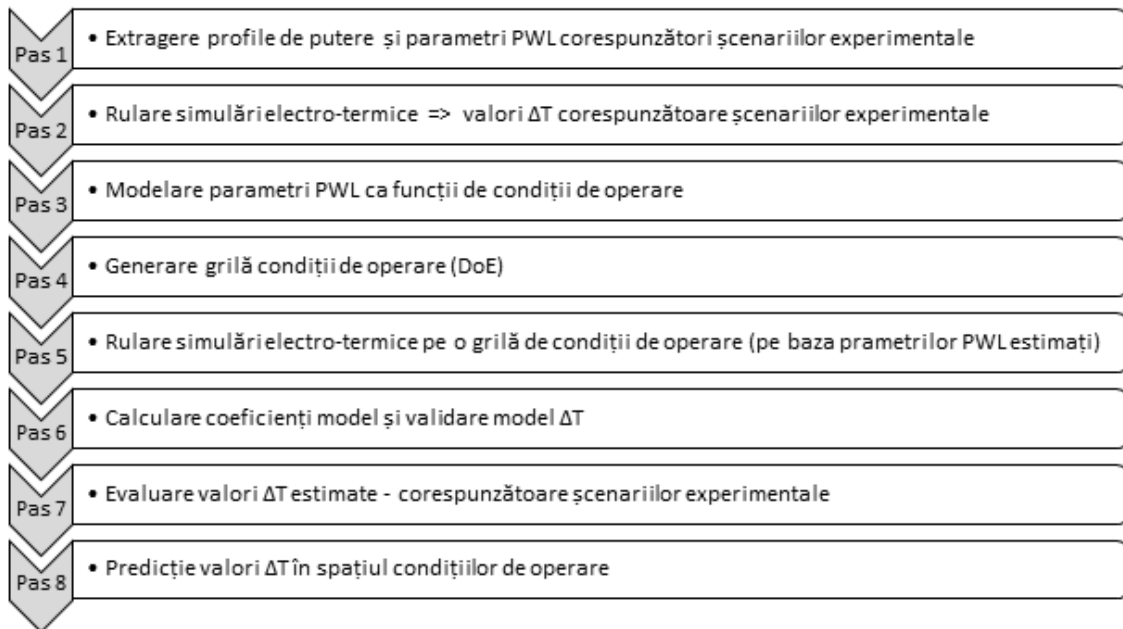 Pas 1
• Extragere profile de putere și parametri PWL corespunzători șcenariilor experimentale
Pas 2
• Rulare simulări electro-termice => valori ΔT corespunzătoare șcenariilor experimentale
Pas 3
• Modelare parametri PWL ca funcții de condiții de operare
Pas 4
• Generare grilă condiții de operare (DoE)
Pas 5
• Rulare simulări electro-termice pe o grilă de condiții de operare (pe baza prametrilor PWL estimați)
Pas 6
• Calculare coeficienți model și validare model ΔT
Pas 7
• Evaluare valori ΔT estimate - corespunzătoare șcenariilor experimentale
Pas 8
• Predicție valori ΔT în spațiul condițiilor de operare